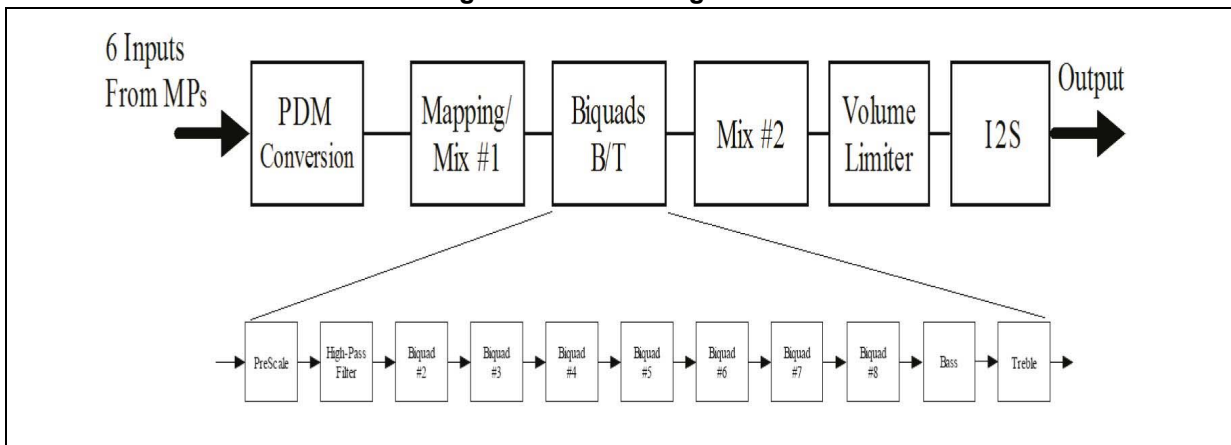 6 Inputs
From MPs
PDM
Conversion
Mapping/
Mix #1
Biquads
B/T
Mix #2
Volume
Limiter
I2S
Output
PreScale
High-Pass
Filter
Biquad
#2
Biquad
#3
Biquad
#4
Biquad
#5
Biquad
#6
Biquad
#7
Biquad
#8
Bass
Treble